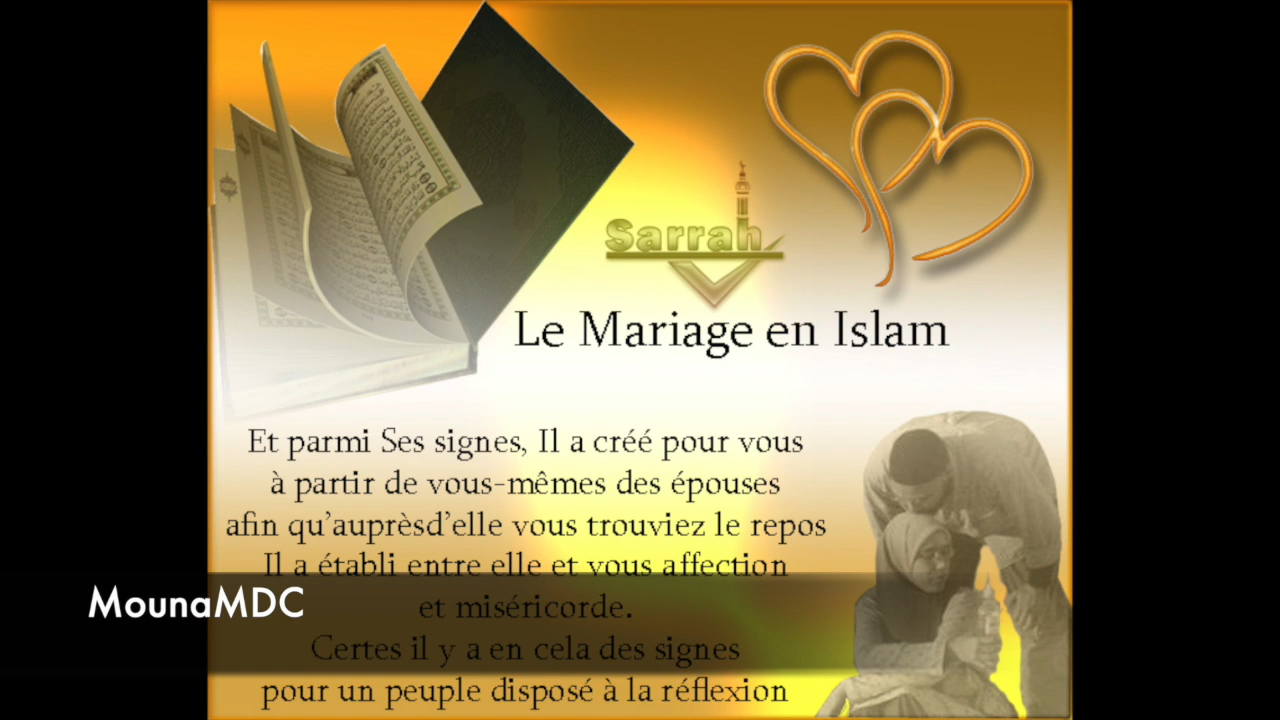 Sarrah
Le Mariage en Islam
Et parmi Ses signes, Il a créé pour vous
à partir de vous-mêmes des épouses
afin qu'auprèsd'elle vous trouviez le repos
Il a établi entre elle et vous affection
et miséricorde.
Certes il y a en cela des signes
pour un peuple disposé à la réflexion
MounaMDC